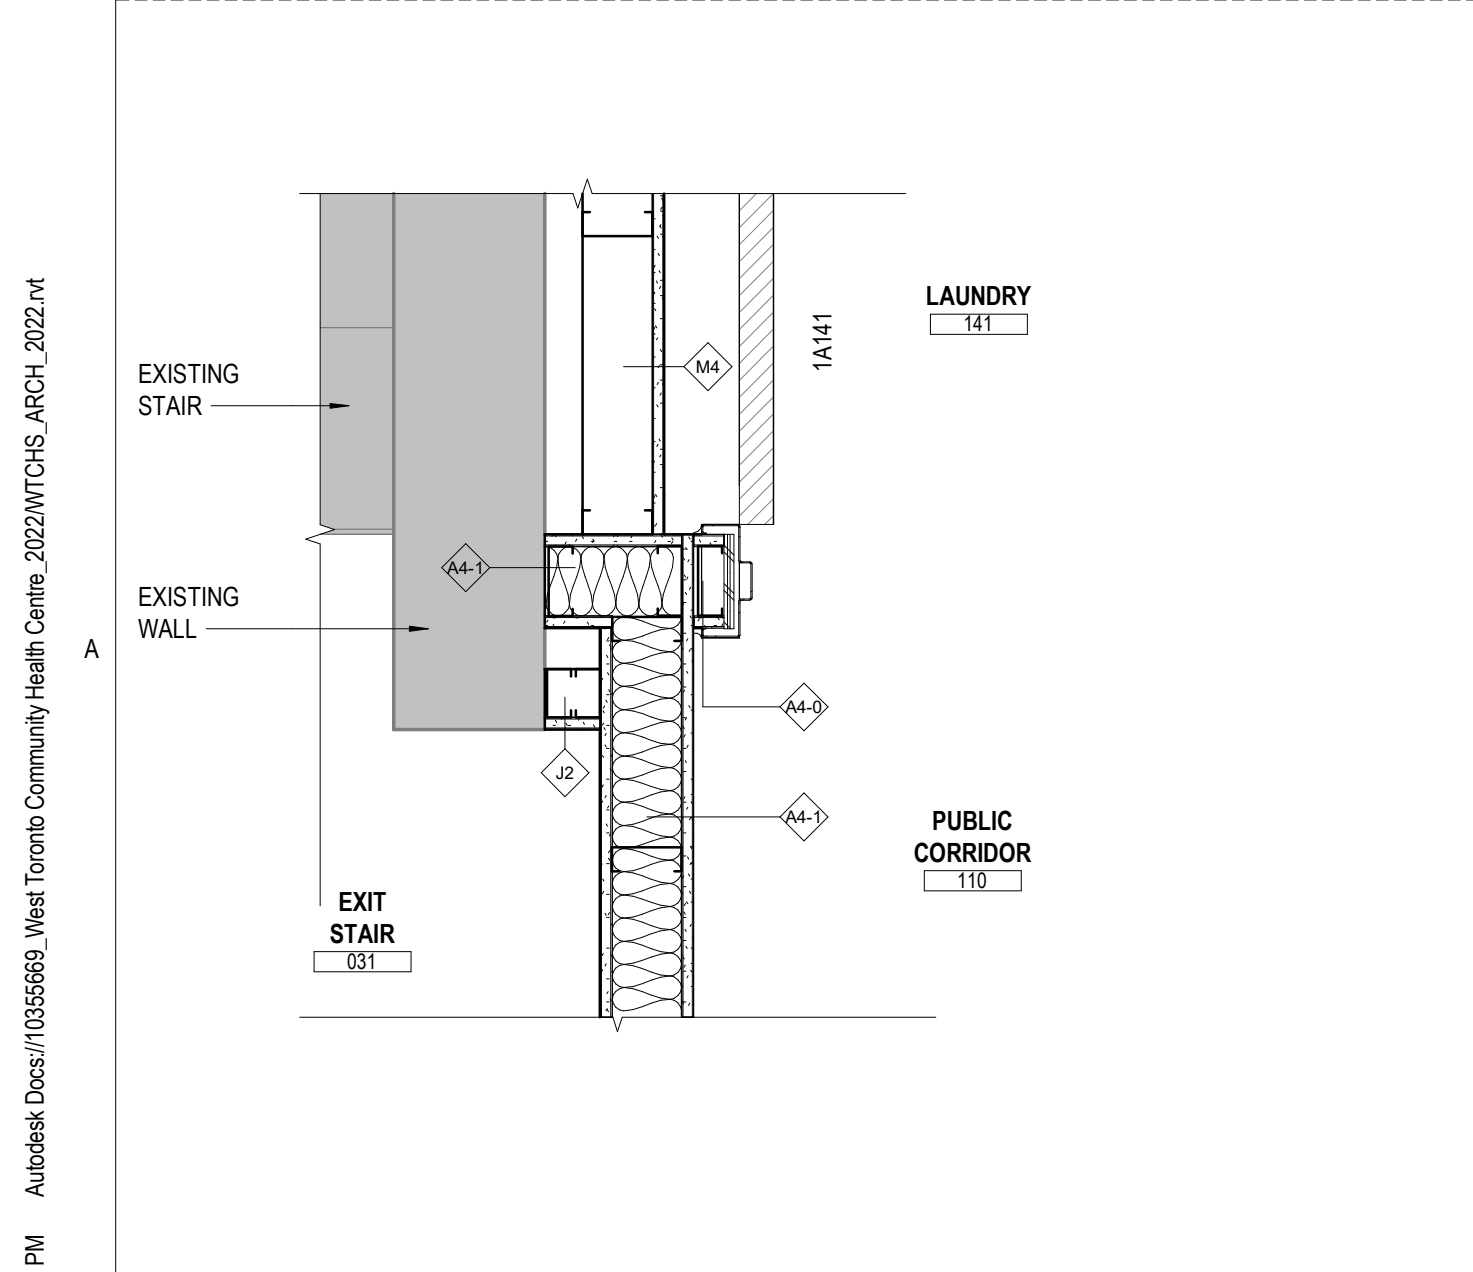 LAUNDRY
141
1A141
EXISTING
STAIR
M4
A4-1
EXISTING
WALL
A
A4-0
J2
A4-1
PUBLIC
CORRIDOR
110
EXIT
STAIR
031
PM Autodesk Docs://10355669_West Toronto Community Health Centre_2022/WTCHS_ARCH_2022.rvt